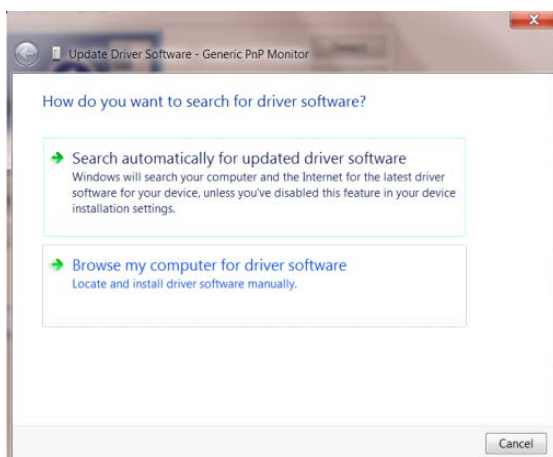 X
Update Driver Software - Generic PnP Monitor
How do you want to search for driver software?
Search automatically for updated driver software
Windows will search your computer and the Internet for the latest driver
software for your device, unless you've disabled this feature in your device
installation settings.
Browse my computer for driver software
Locate and install driver software manually.
Cancel